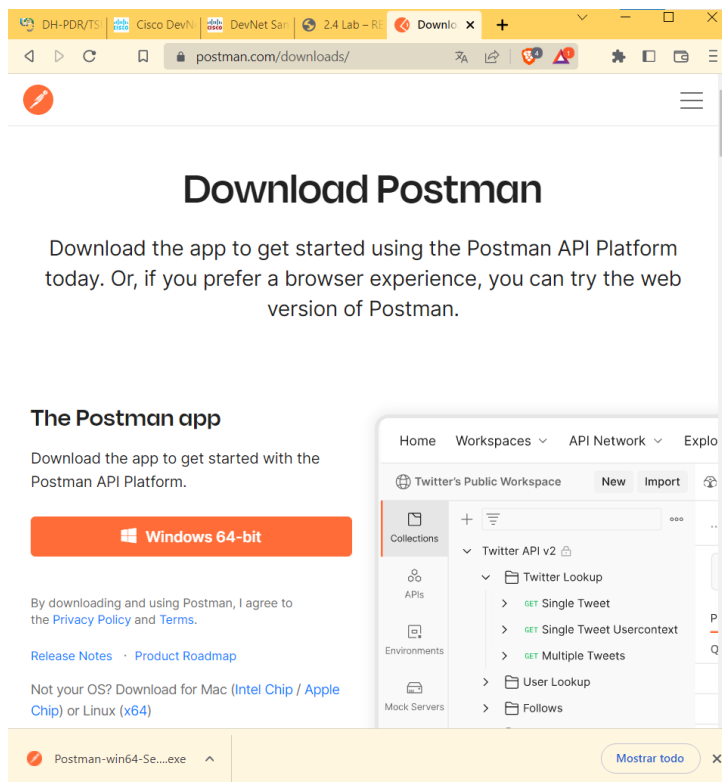 DH-PDR/TS
Cisco DevN
DevNet San
2.4 Lab – RE
Downlo
postman.com/downloads/
4
1
Download Postman
Download the app to get started using the Postman API Platform
today. Or, if you prefer a browser experience, you can try the web
version of Postman.
The Postman app
Download the app to get started with the
Postman API Platform.
Windows 64-bit
By downloading and using Postman, I agree to
the Privacy Policy and Terms.
Release Notes · Product Roadmap
Not your OS? Download for Mac (Intel Chip / Apple
Chip) or Linux (x64)
Home Workspaces API Network Explo
Twitter's Public Workspace New Import
Collections
APIs
Environments
Mock Servers
Twitter API v2
Twitter Lookup
GET Single Tweet
GET Single Tweet Usercontext
GET Multiple Tweets
User Lookup
Follows
P
Q
Postman-win64-Se....exe
Mostrar todo